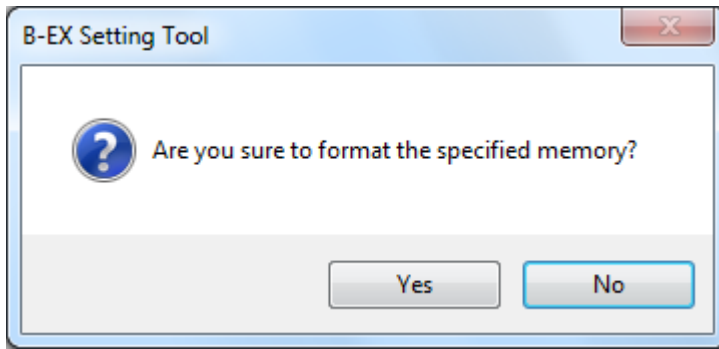 B-EX Setting Tool
Are you sure to format the specified memory?
Yes No